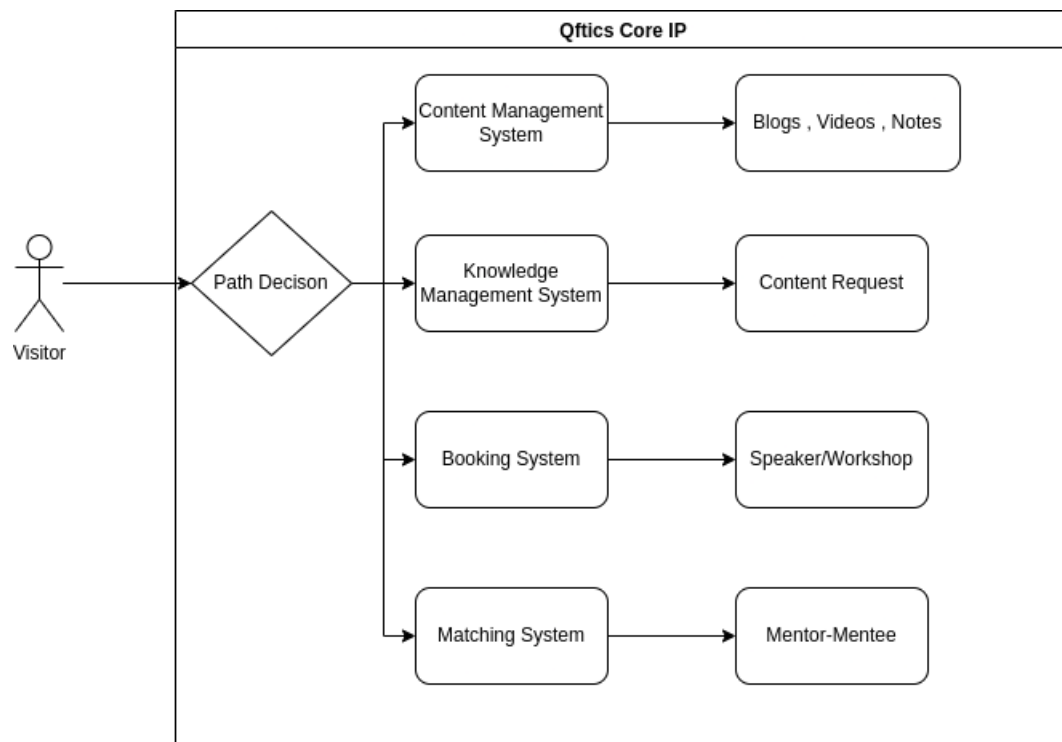 Qftics Core IP
Content Management
System
Blogs , Videos , Notes
Path Decison
Knowledge
Management System
Content Request
Visitor
Booking System
Speaker/Workshop
Matching System
Mentor-Mentee